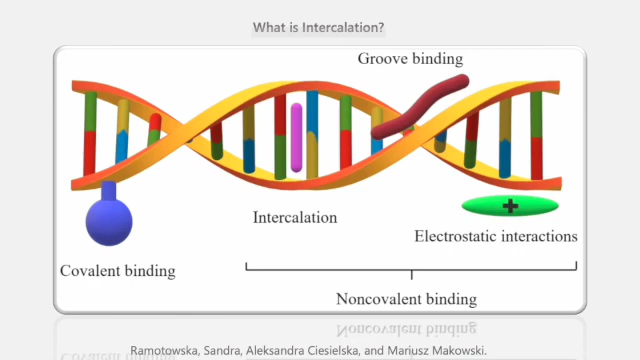 What is Intercalation?
Groove binding
Intercalation
Electrostatic interactions
Covalent binding
Noncovalent binding
Ramotowska, Sandra, Aleksandra Ciesielska, and Mariusz Makowski.